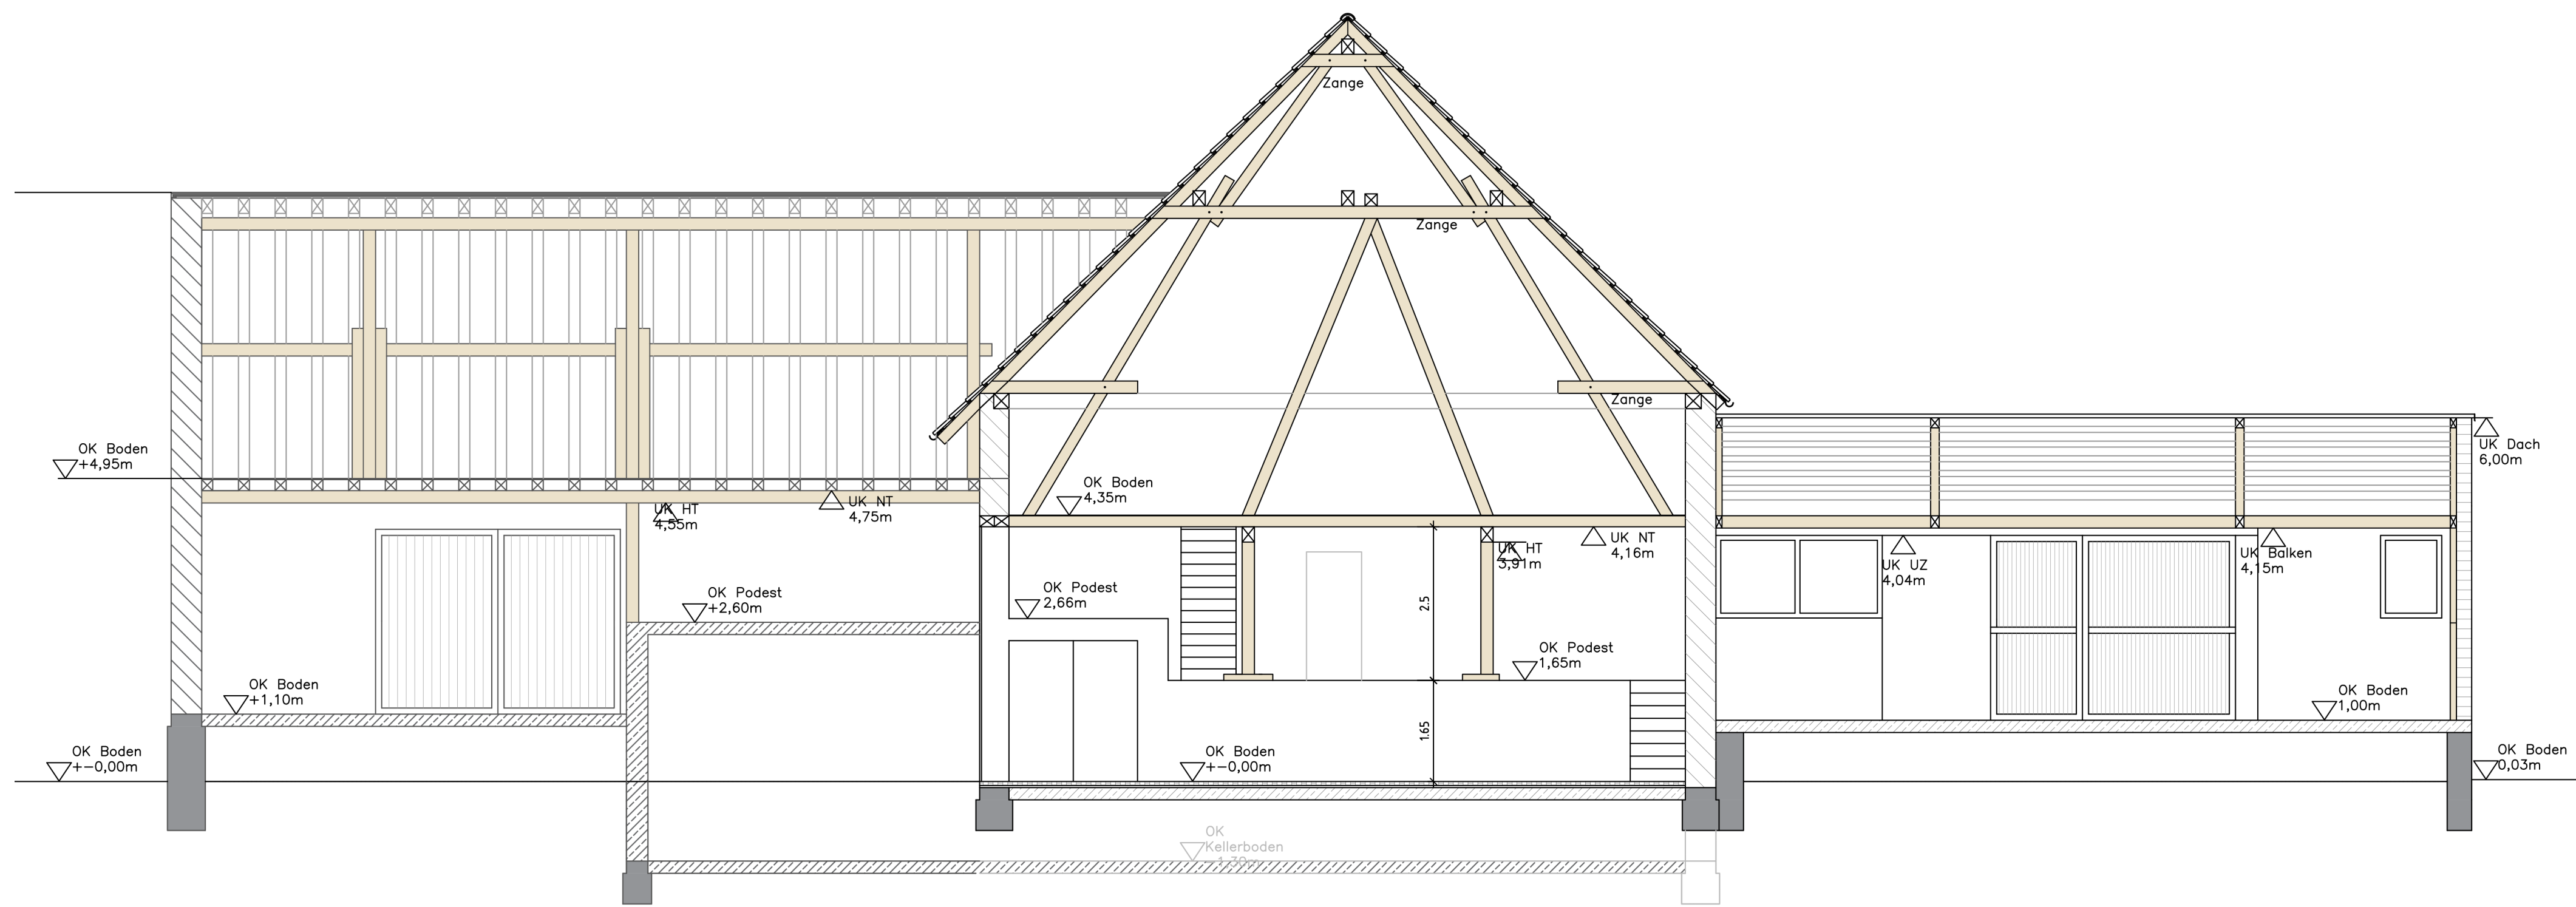 Zange
Zange
Zange
OK Boden
+4,95m
UK Dach
6,00m
OK Boden
4,35m
UK HT
4,55m
UK NT
4,75m
UK HT
3,91m
UK NT
4,16m
UK UZ
4,04m
UK Balken
4,15m
OK Podest
+2,60m
OK Podest
2,66m
2.5
OK Podest
1,65m
OK Boden
+1,10m
OK Boden
1,00m
1.65
OK Boden
+-0,00m
OK Boden
+-0,00m
OK Boden
0,03m
OK
Kellerboden
-1,30m